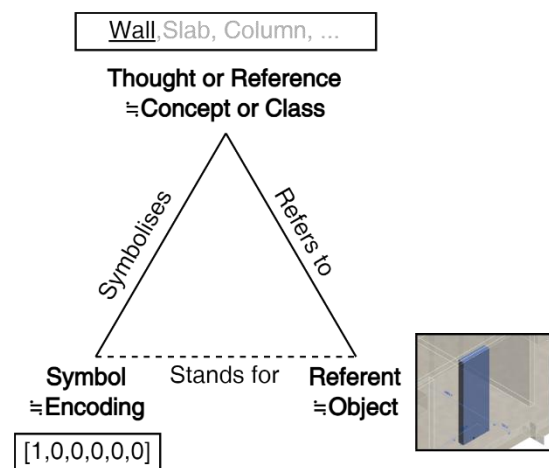 Wall,Slab, Column, ...
Thought or Reference
≒Concept or Class
Symbolises
Refers to
Stands for
Symbol
≒Encoding
Referent
≒Object
[1,0,0,0,0,0]